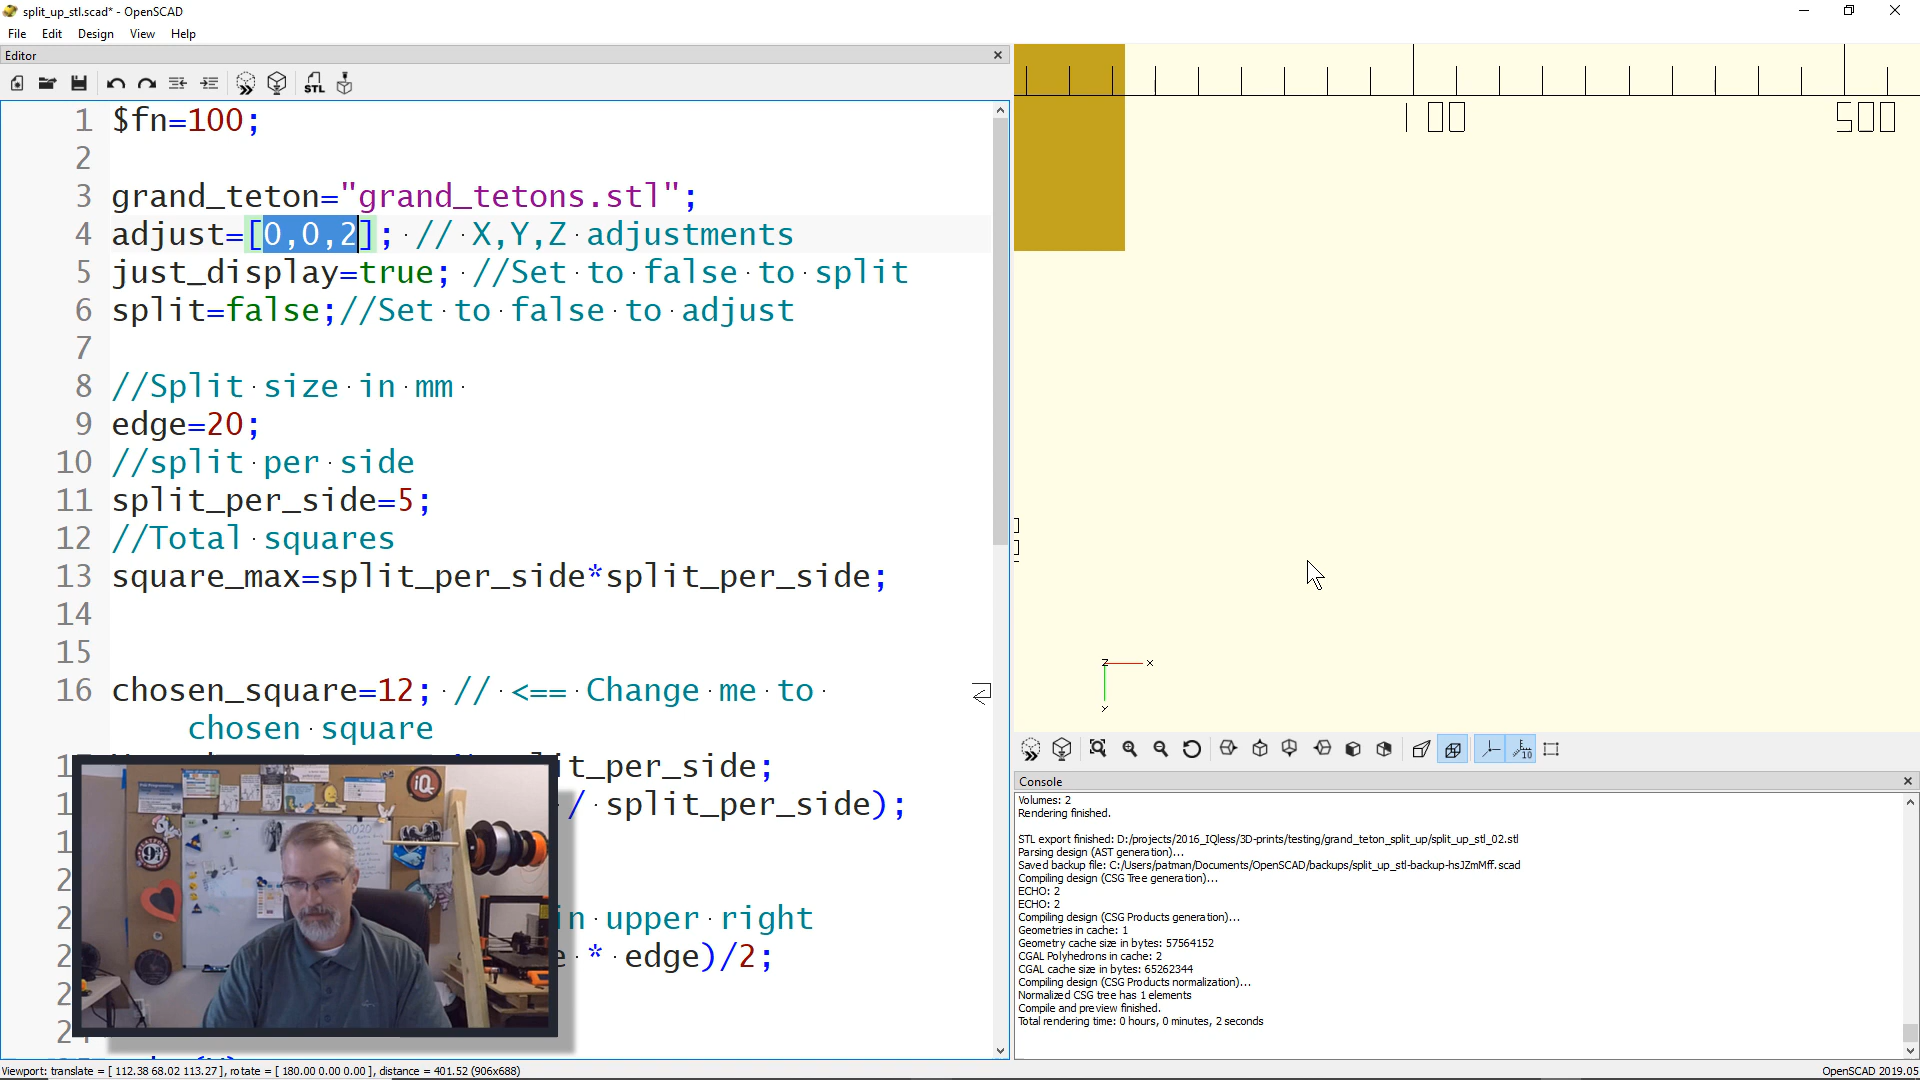 split_up_stl.scad* - OpenSCAD
File Edit Design View Help
Editor
STL
1 $fn=100;
2
3 grand_teton="grand_tetons.stl";
4 adjust=[0,0,2]; // X,Y,Z adjustments
5 just_display=true; //Set to false to split
6 split=false;//Set to false to adjust
7
8 //Split size in mm
9 edge=20;
10 //split per side
11 split_per_side=5;
12 //Total squares
13 square_max=split_per_side*split_per_side;
14
15
16 chosen_square=12; // <== Change me to
chosen square
it_per_side;
/ split_per_side);
in upper right
* edge)/2;
iQ
9¾
2020
100
500
Z x
Y
10
Console
Volumes: 2
Rendering finished.
STL export finished: D:/projects/2016_IQless/3D-prints/testing/grand_teton_split_up/split_up_stl_02.stl
Parsing design (AST generation)...
Saved backup file: C:/Users/patman/Documents/OpenSCAD/backups/split_up_stl-backup-hsJZmMff.scad
Compiling design (CSG Tree generation)...
ECHO: 2
ECHO: 2
Compiling design (CSG Products generation)...
Geometries in cache: 1
Geometry cache size in bytes: 57564152
CGAL Polyhedrons in cache: 2
CGAL cache size in bytes: 65262344
Compiling design (CSG Products normalization)...
Normalized CSG tree has 1 elements
Compile and preview finished.
Total rendering time: 0 hours, 0 minutes, 2 seconds
Viewport: translate = [ 112.38 68.02 113.27 ], rotate = [ 180.00 0.00 0.00 ], distance = 401.52 (906x688)
OpenSCAD 2019.05